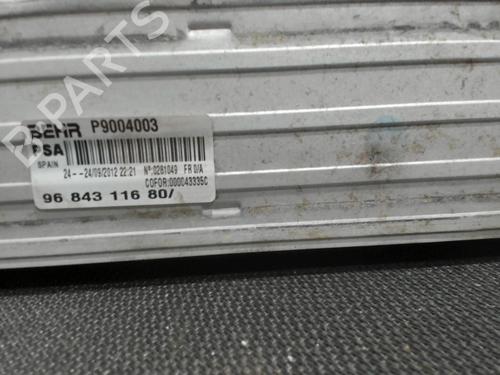 B-PARTS
BEHR P9004003
PSA
SPAIN
24--24/09/2012 22:21 Nº:0281049 FR D/A
COFOR:000043335C
96 843 116 80/